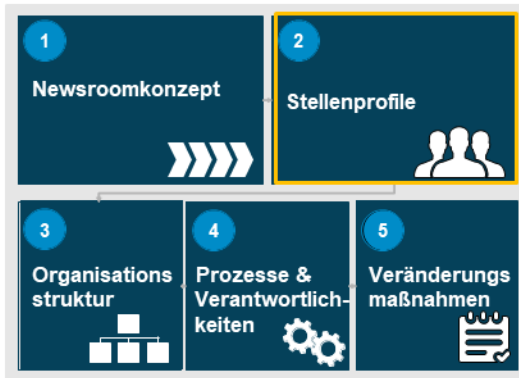 1
Newsroomkonzept
2
Stellenprofile
3
Organisations
struktur
4
Prozesse &
Verantwortlich-
keiten
5
Veränderungs
maßnahmen